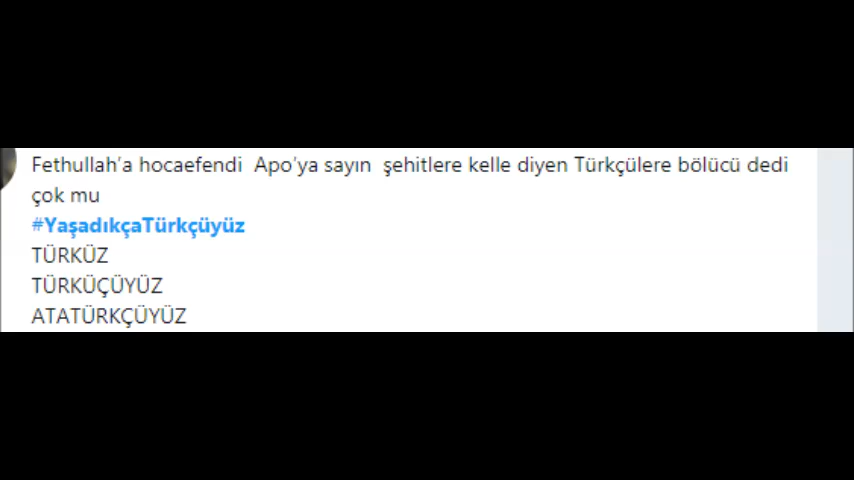 Fethullah'a hocaefendi Apo'ya sayın şehitlere kelle diyen Türkçülere bölücü dedi
çok mu
#YaşadıkçaTürkçüyüz
TÜRKÜZ
TÜRKÜÇÜYÜZ
ATATÜRKÇÜYÜZ